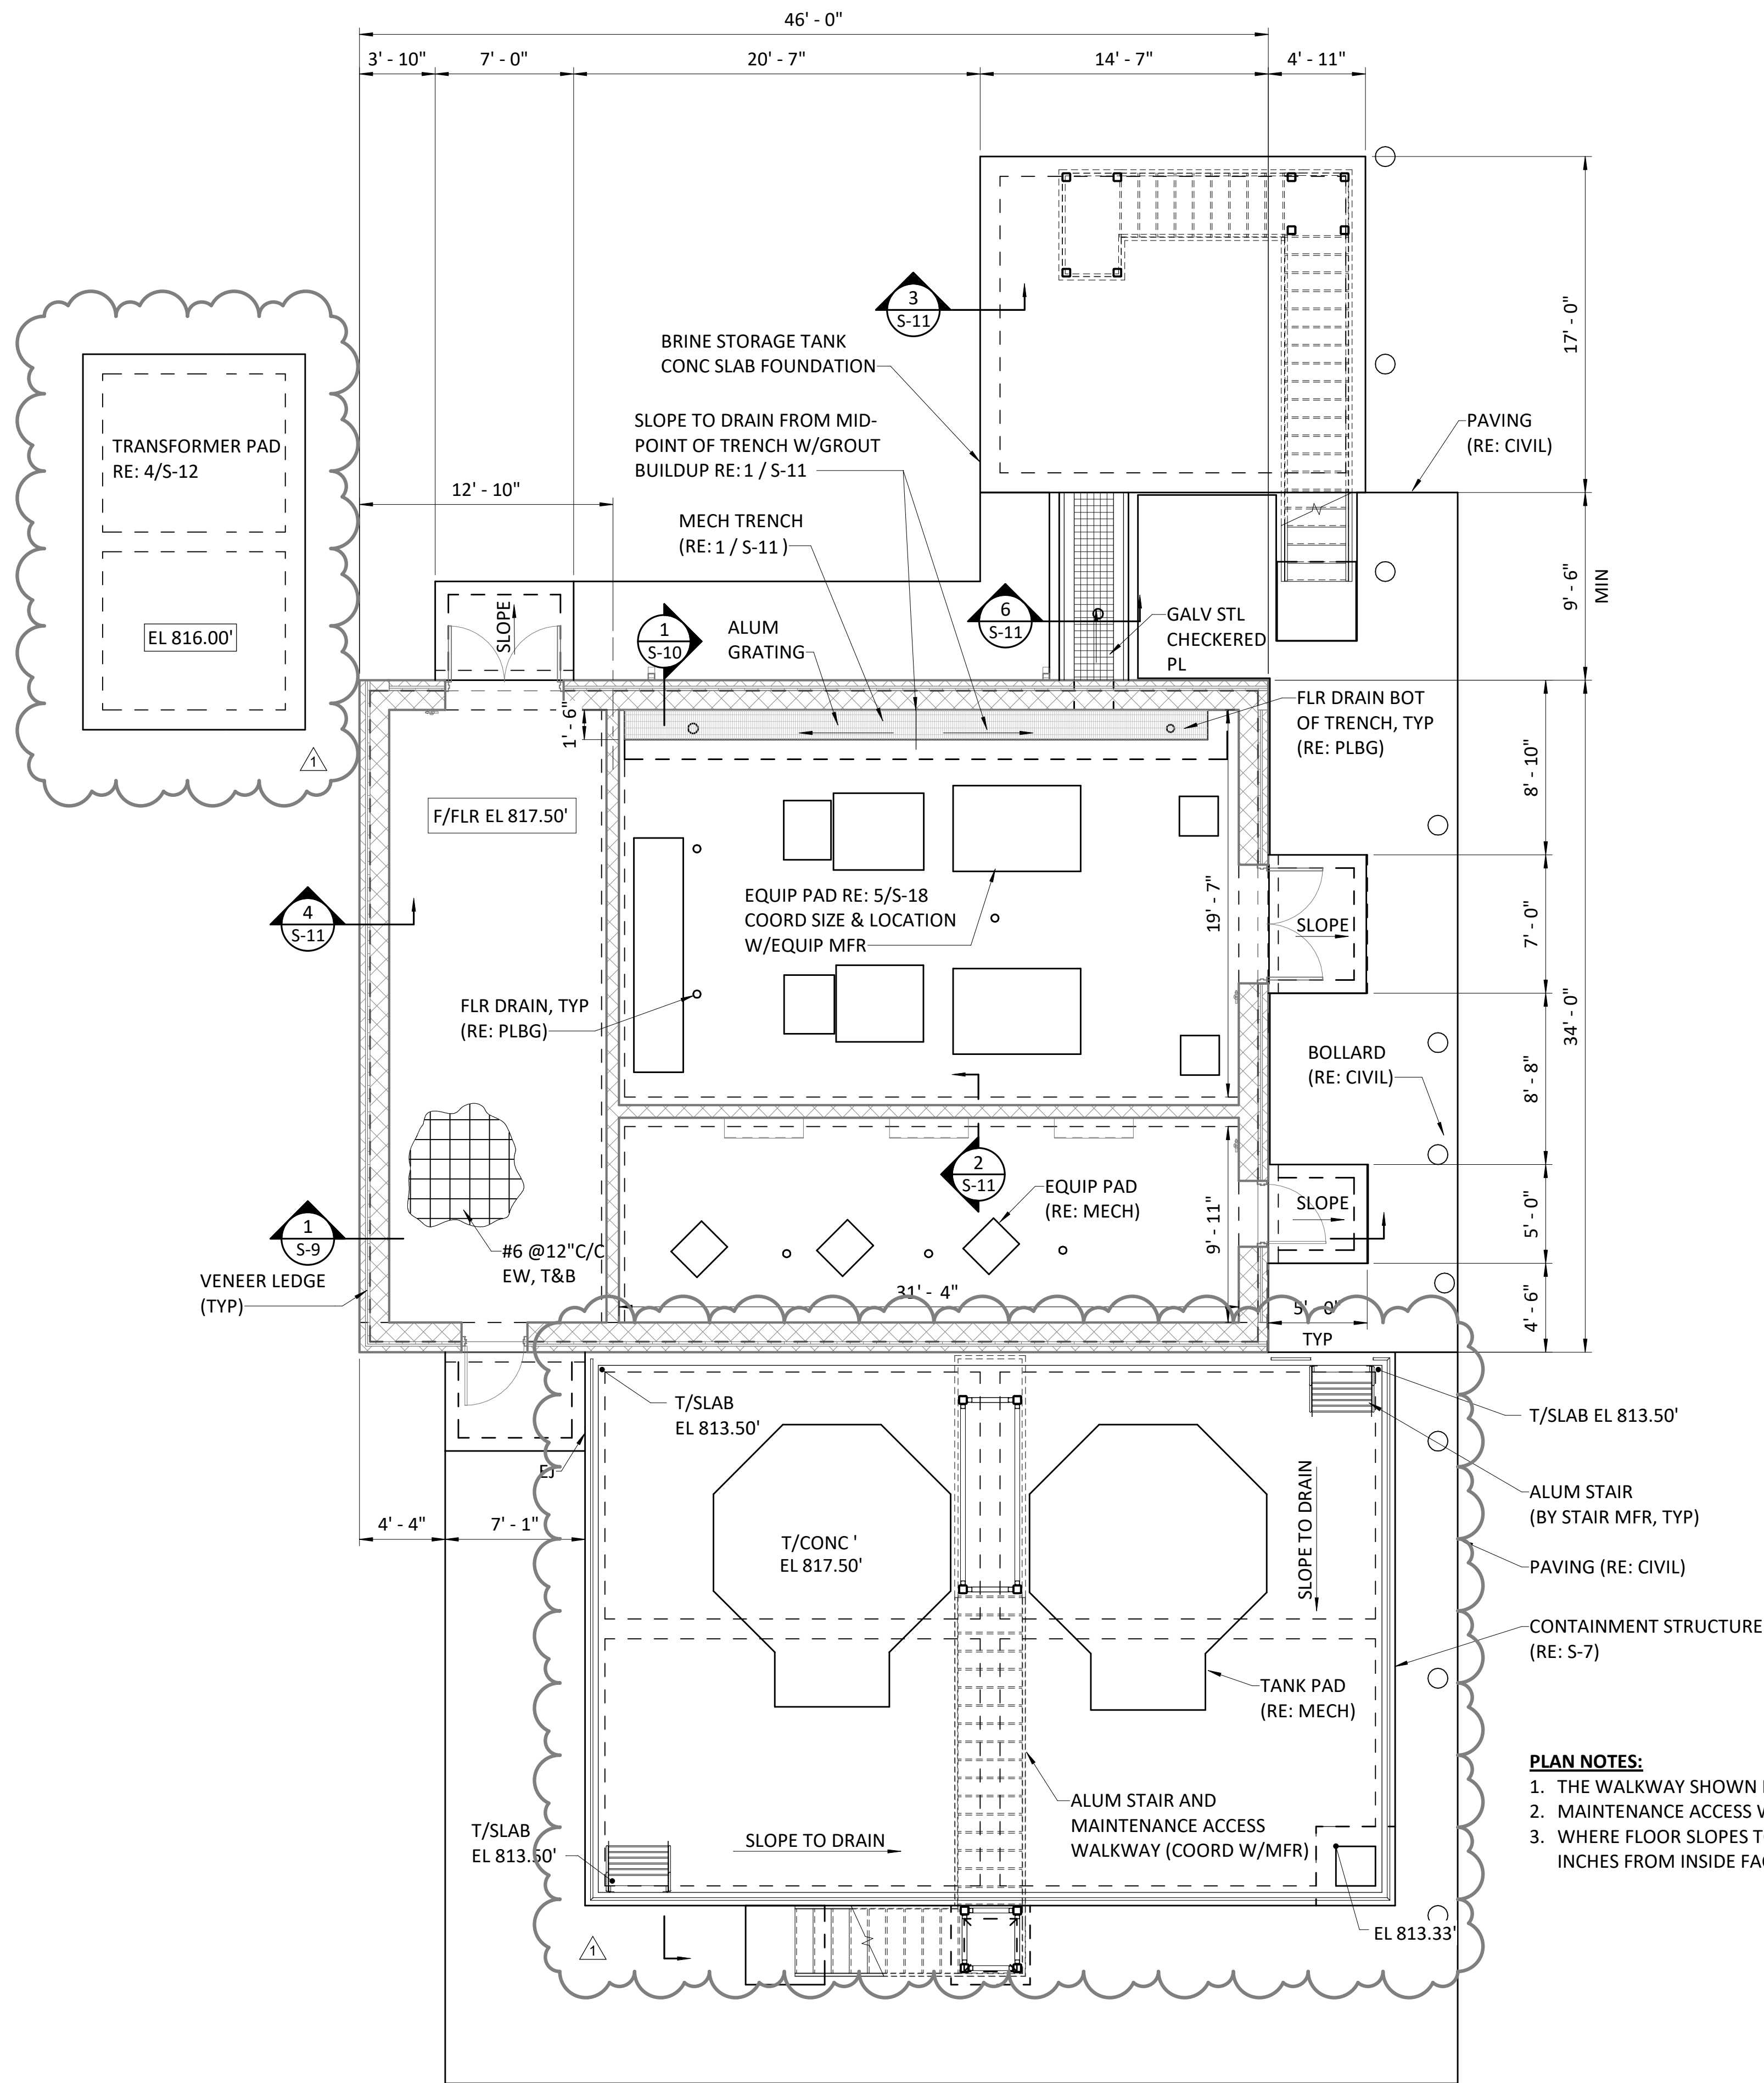 46' - 0"
3' - 10"
7' - 0"
20' - 7"
14' - 7"
4' - 11"
17' - 0"
9' - 6"
MIN
3
S-11
BRINE STORAGE TANK
CONC SLAB FOUNDATION
SLOPE TO DRAIN FROM MID-
POINT OF TRENCH W/GROUT
BUILDUP RE: 1 / S-11
PAVING
(RE: CIVIL)
TRANSFORMER PAD
RE: 4/S-12
EL 816.00'
1
12' - 10"
MECH TRENCH
(RE: 1 / S-11 )
SLOPE
1
S-10
ALUM
GRATING
6
S-11
GALV STL
CHECKERED
PL
FLR DRAIN BOT
OF TRENCH, TYP
(RE: PLBG)
1' - 6"
8' - 10"
F/FLR EL 817.50'
4
S-11
EQUIP PAD RE: 5/S-18
COORD SIZE & LOCATION
W/EQUIP MFR
19' - 7"
SLOPE
7' - 0"
34' - 0"
FLR DRAIN, TYP
(RE: PLBG)
BOLLARD
(RE: CIVIL)
8' - 8"
2
S-11
EQUIP PAD
(RE: MECH)
9' - 11"
SLOPE
5' - 0"
1
S-9
#6 @12"C/C
EW, T&B
VENEER LEDGE
(TYP)
31' - 4"
5' - 0"
TYP
4' - 6"
T/SLAB
EL 813.50'
T/SLAB EL 813.50'
EJ
ALUM STAIR
(BY STAIR MFR, TYP)
4' - 4"
7' - 1"
T/CONC '
EL 817.50'
SLOPE TO DRAIN
PAVING (RE: CIVIL)
CONTAINMENT STRUCTURE
(RE: S-7)
TANK PAD
(RE: MECH)
ALUM STAIR AND
MAINTENANCE ACCESS
WALKWAY (COORD W/MFR)
T/SLAB
EL 813.50'
SLOPE TO DRAIN
EL 813.33'
1
PLAN NOTES:
1. THE WALKWAY SHOWN
2. MAINTENANCE ACCESS
3. WHERE FLOOR SLOPES
INCHES FROM INSIDE